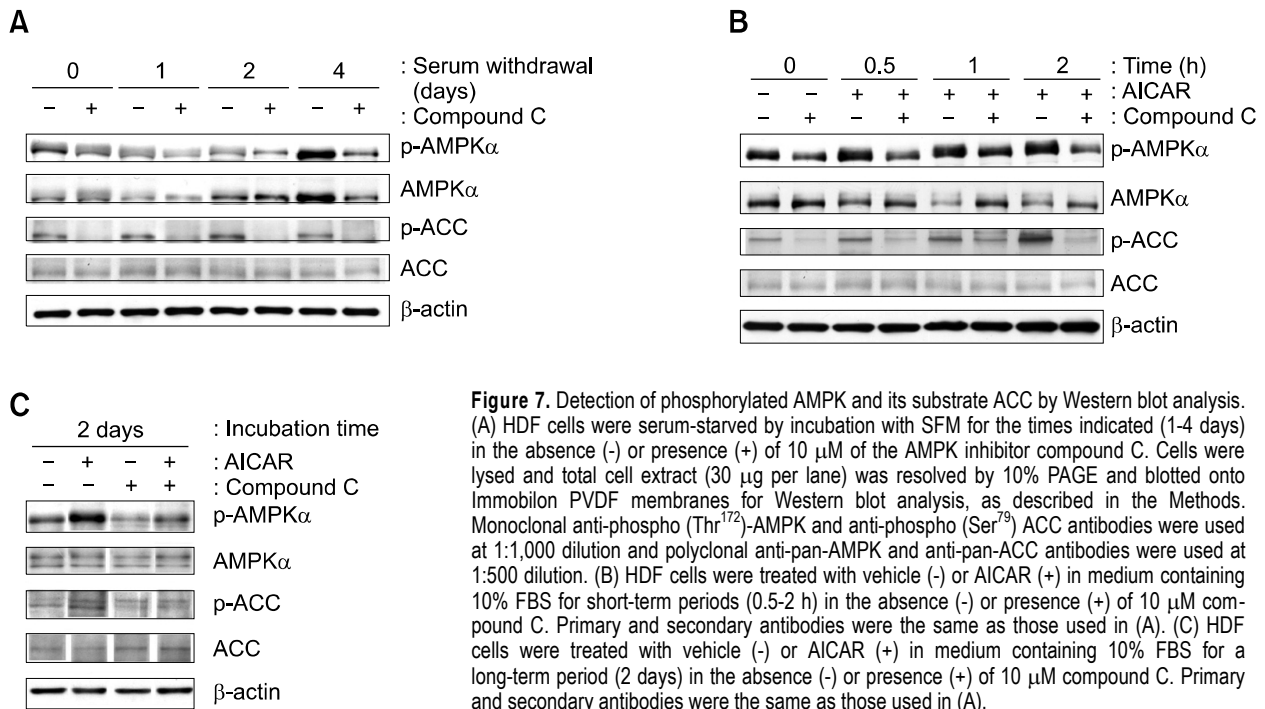 A
0 1 2 4 : Serum withdrawal
(days)
– + – + – + – + : Compound C
p-AMPKα
AMPKα
p-ACC
ACC
β-actin
B
0 0.5 1 2 : Time (h)
– – + + + + + + : AICAR
– + – + – + – + : Compound C
p-AMPKα
AMPKα
p-ACC
ACC
β-actin
C
2 days : Incubation time
– + – + : AICAR
– – + + : Compound C
p-AMPKα
AMPKα
p-ACC
ACC
β-actin
Figure 7. Detection of phosphorylated AMPK and its substrate ACC by Western blot analysis.
(A) HDF cells were serum-starved by incubation with SFM for the times indicated (1-4 days)
in the absence (-) or presence (+) of 10 μM of the AMPK inhibitor compound C. Cells were
lysed and total cell extract (30 μg per lane) was resolved by 10% PAGE and blotted onto
Immobilon PVDF membranes for Western blot analysis, as described in the Methods.
Monoclonal anti-phospho (Thr172)-AMPK and anti-phospho (Ser79) ACC antibodies were used
at 1:1,000 dilution and polyclonal anti-pan-AMPK and anti-pan-ACC antibodies were used at
1:500 dilution. (B) HDF cells were treated with vehicle (-) or AICAR (+) in medium containing
10% FBS for short-term periods (0.5-2 h) in the absence (-) or presence (+) of 10 μM com-
pound C. Primary and secondary antibodies were the same as those used in (A). (C) HDF
cells were treated with vehicle (-) or AICAR (+) in medium containing 10% FBS for a
long-term period (2 days) in the absence (-) or presence (+) of 10 μM compound C. Primary
and secondary antibodies were the same as those used in (A).